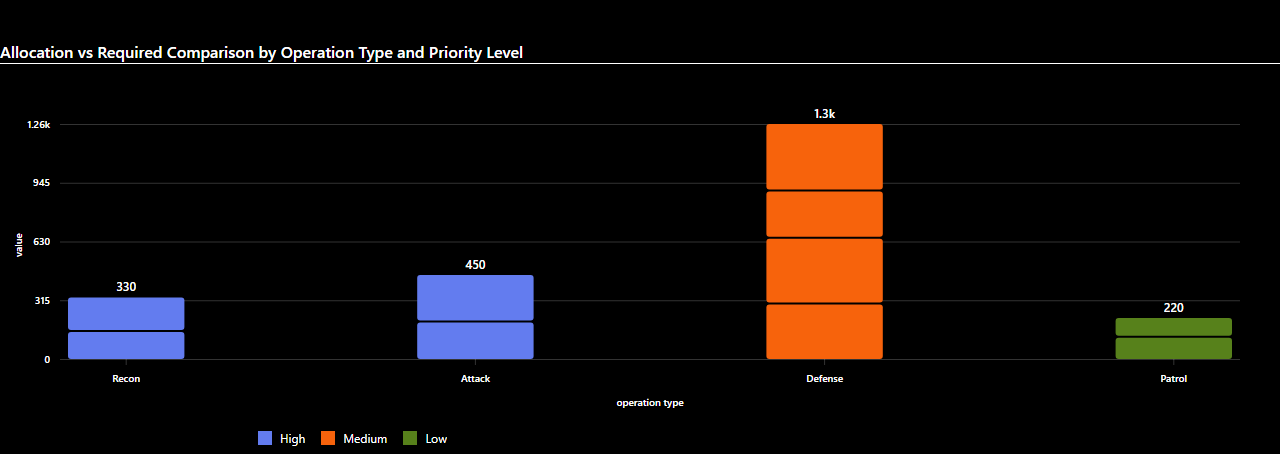 Allocation vs Required Comparison by Operation Type and Priority Level
1.3k
1.26k
945
630
315
0
value
330
450
220
Recon
Attack
Defense
Patrol
operation type
High
Medium
Low